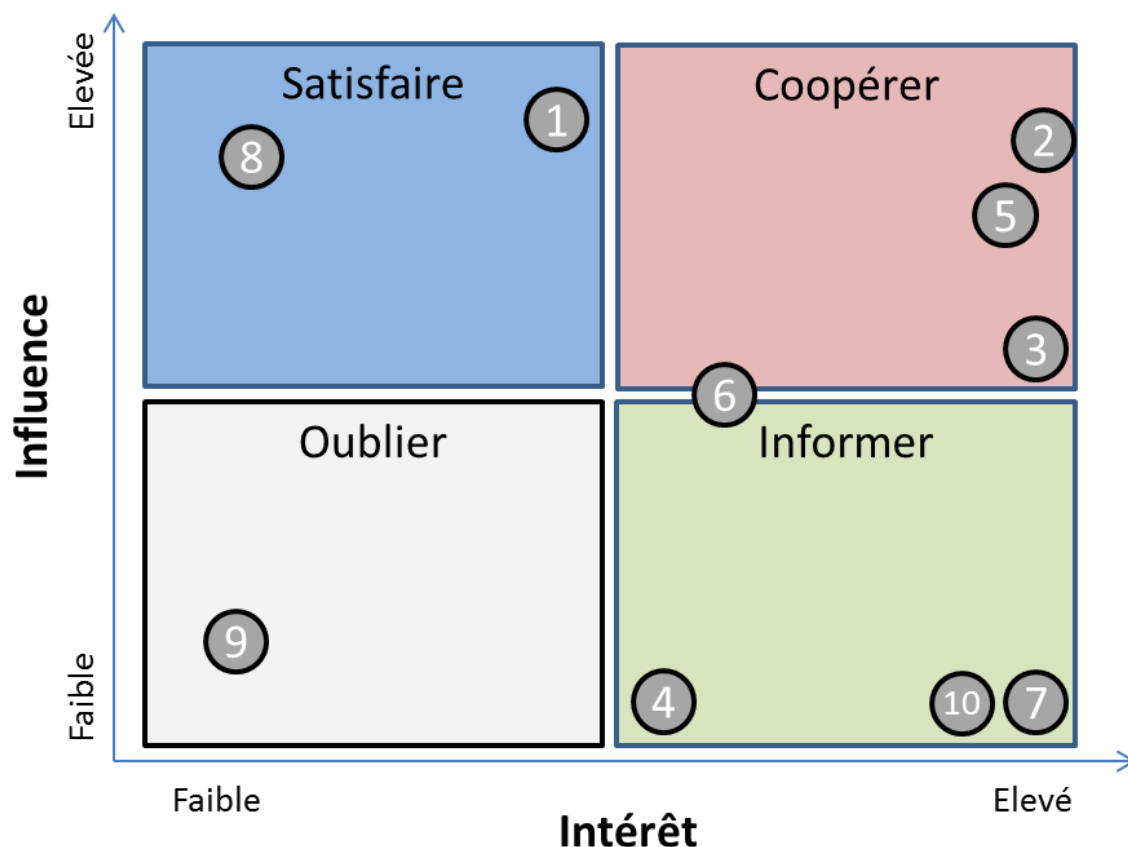 Elevée
Satisfaire
Coopérer
1
2
8
5
3
Influence
6
Oublier
Informer
9
4
10
7
Faible
Faible
Elevé
Intérêt